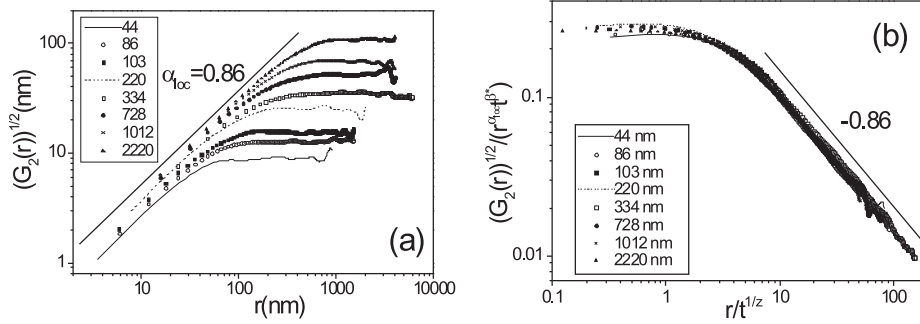 100
10
1
(G₂(r))^1/2(nm)
44
86
103
220
334
728
1012
2220
α_loc=0.86
(a)
10 100 1000 10000
r(nm)
0.1
0.01
(G₂(r))^1/2/(r^α_loc t^β*)
(b)
-0.86
44 nm
86 nm
103 nm
220 nm
334 nm
728 nm
1012 nm
2220 nm
0.1 1 10 100
r/t^1/z